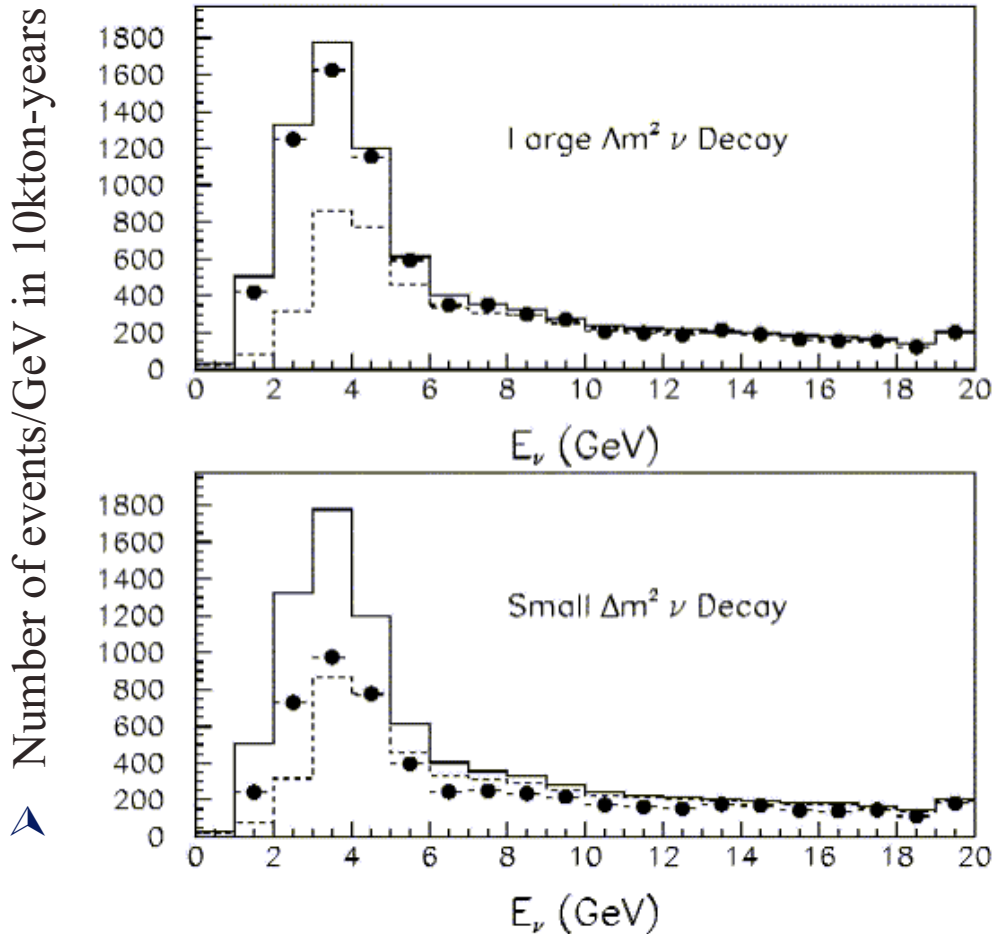 ➢ Number of events/GeV in 10kton-years
1800
1600
1400
1200
1000
800
600
400
200
0
Large Δm² ν Decay
0 2 4 6 8 10 12 14 16 18 20
E_ν (GeV)
1800
1600
1400
1200
1000
800
600
400
200
0
Small Δm² ν Decay
0 2 4 6 8 10 12 14 16 18 20
E_ν (GeV)